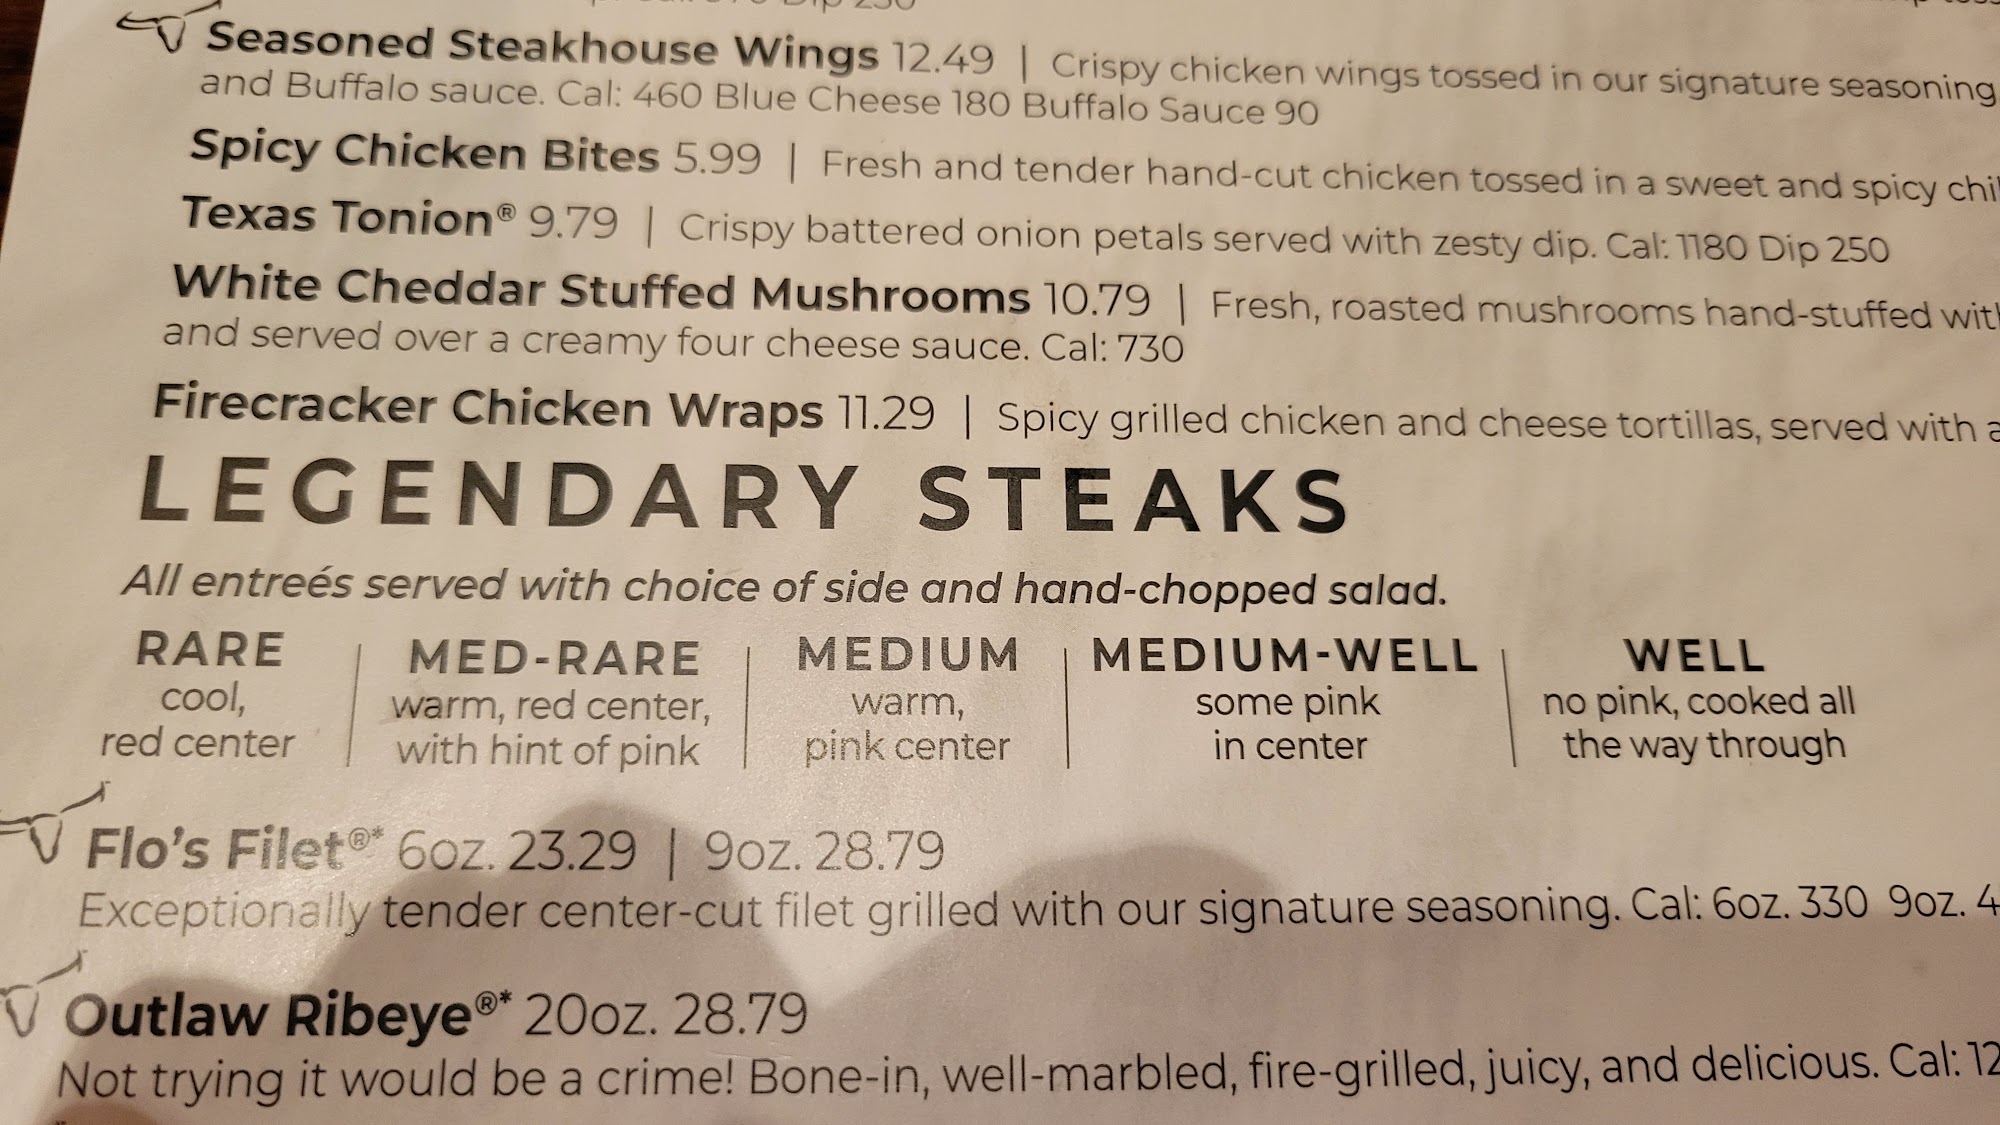 Dip 250
Seasoned Steakhouse Wings 12.49 | Crispy chicken wings tossed in our signature seasoning
and Buffalo sauce. Cal: 460 Blue Cheese 180 Buffalo Sauce 90
Spicy Chicken Bites 5.99 | Fresh and tender hand-cut chicken tossed in a sweet and spicy
Texas Tonion® 9.79 | Crispy battered onion petals served with zesty dip. Cal: 1180 Dip 250
White Cheddar Stuffed Mushrooms 10.79 | Fresh, roasted mushrooms hand-stuffed with
and served over a creamy four cheese sauce. Cal: 730
Firecracker Chicken Wraps 11.29 | Spicy grilled chicken and cheese tortillas, served with
LEGENDARY STEAKS
All entreés served with choice of side and hand-chopped salad.
RARE
cool,
red center
MED-RARE
warm, red center,
with hint of pink
MEDIUM
warm,
pink center
MEDIUM-WELL
some pink
in center
WELL
no pink, cooked all
the way through
Flo's Filet®* 6oz. 23.29 | 9oz. 28.79
Exceptionally tender center-cut filet grilled with our signature seasoning. Cal: 6oz. 330 9oz.
Outlaw Ribeye®* 20oz. 28.79
Not trying it would be a crime! Bone-in, well-marbled, fire-grilled, juicy, and delicious. Cal: